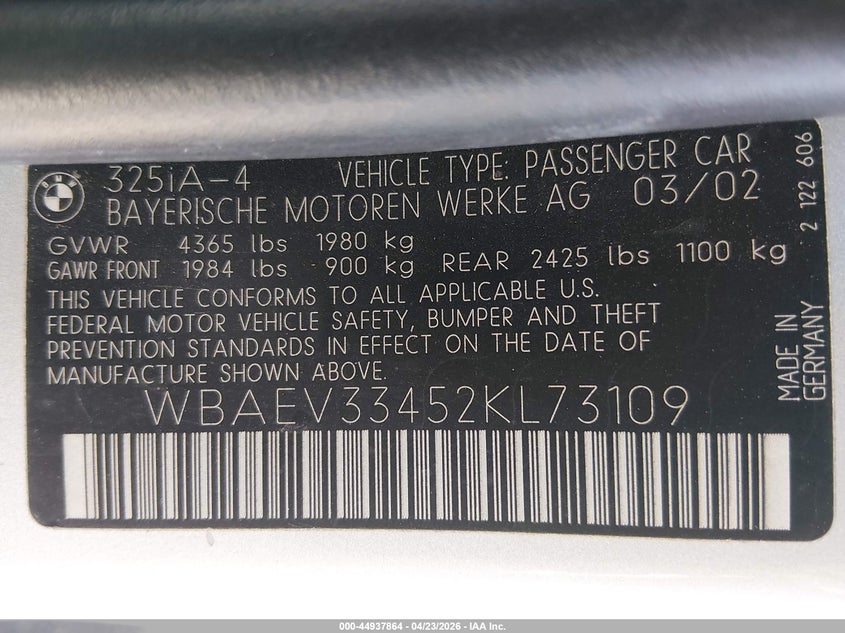 BMW
325iA-4 VEHICLE TYPE: PASSENGER CAR
BAYERISCHE MOTOREN WERKE AG 03/02
GVWR 4365 lbs 1980 kg
GAWR FRONT 1984 lbs 900 kg REAR 2425 lbs 1100 kg
THIS VEHICLE CONFORMS TO ALL APPLICABLE U.S.
FEDERAL MOTOR VEHICLE SAFETY, BUMPER AND THEFT
PREVENTION STANDARDS IN EFFECT ON THE DATE OF
MANUFACTURE SHOWN ABOVE.
WBAEV33452KL73109
2 122 606
MADE IN
GERMANY
000-44937864 - 04/23/2026 - IAA Inc.